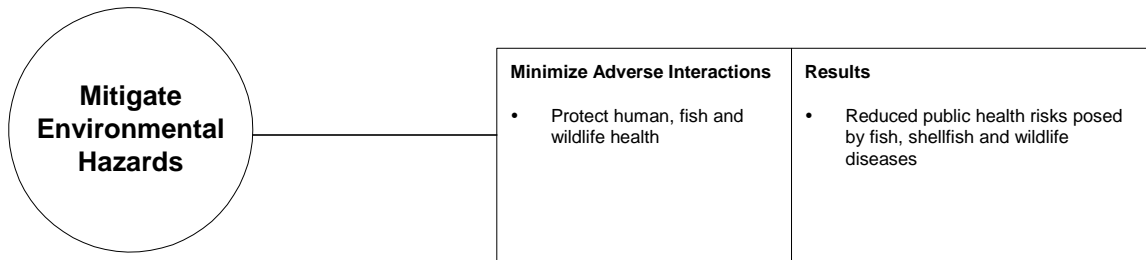 Mitigate
Environmental
Hazards
Minimize Adverse Interactions
• Protect human, fish and
wildlife health
Results
• Reduced public health risks posed
by fish, shellfish and wildlife
diseases